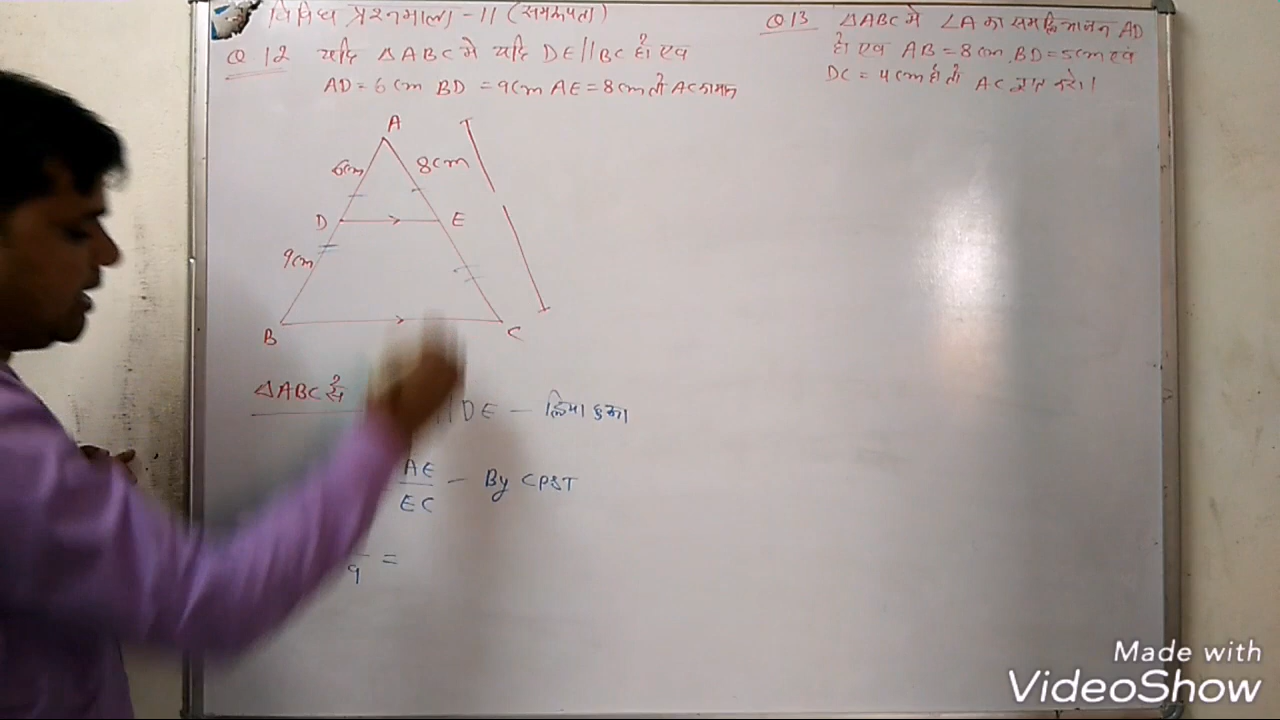 विविध प्रश्नमाला - 11 (समरूपता)
Q 12 यदि △ABC मे यदि DE//BC हो एवं
AD = 6 cm BD = 9 cm AE = 8 cm तो AC का मान
Q 13 △ABC मे ∠A का समद्विभाजन AD
है। एवं AB = 8 cm, BD = 5 cm एवं
DC = 4 cm हो तो AC ज्ञात करे।
A
6cm
8cm
D
E
9cm
B
C
△ABC से
//DE - दिया हुआ
AE
EC
- By CPST
9 =
Made with
VideoShow